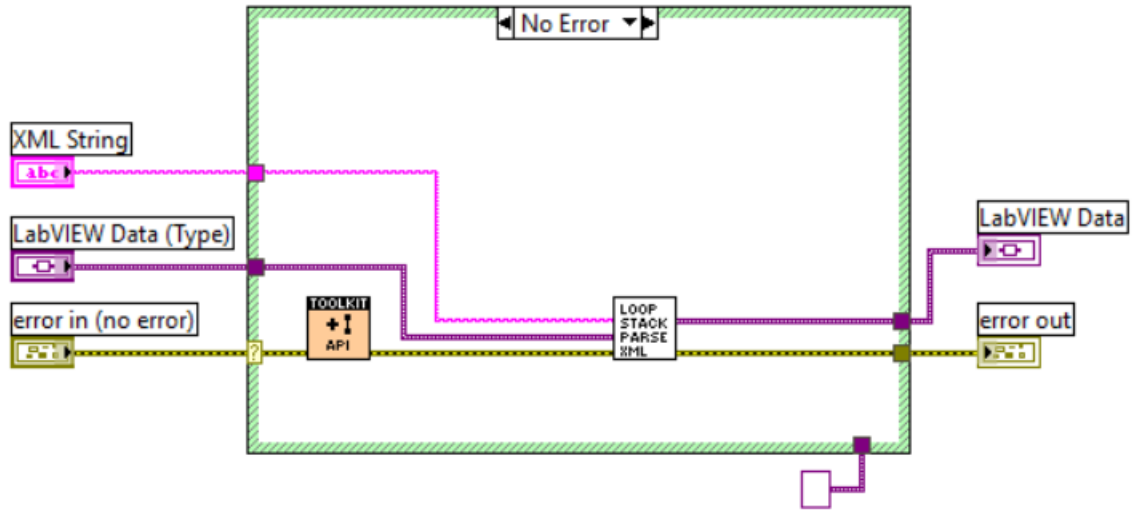 No Error
XML String
abc
LabVIEW Data (Type)
LabVIEW Data
error in (no error)
?
TOOLKIT
API
LOOP
STACK
PARSE
XML
error out